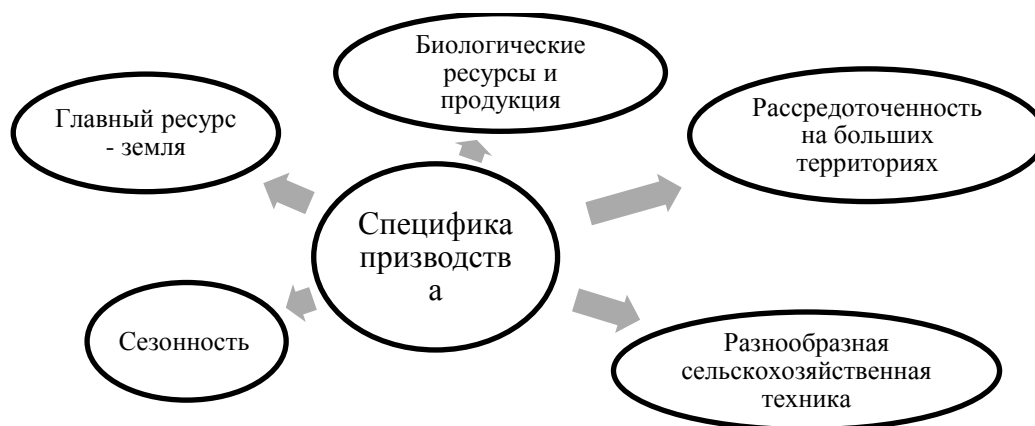 Биологические
ресурсы и
продукция
Главный ресурс
- земля
Рассредоточенность
на больших
территориях
Специфика
призводств
а
Сезонность
Разнообразная
сельскохозяйственная
техника